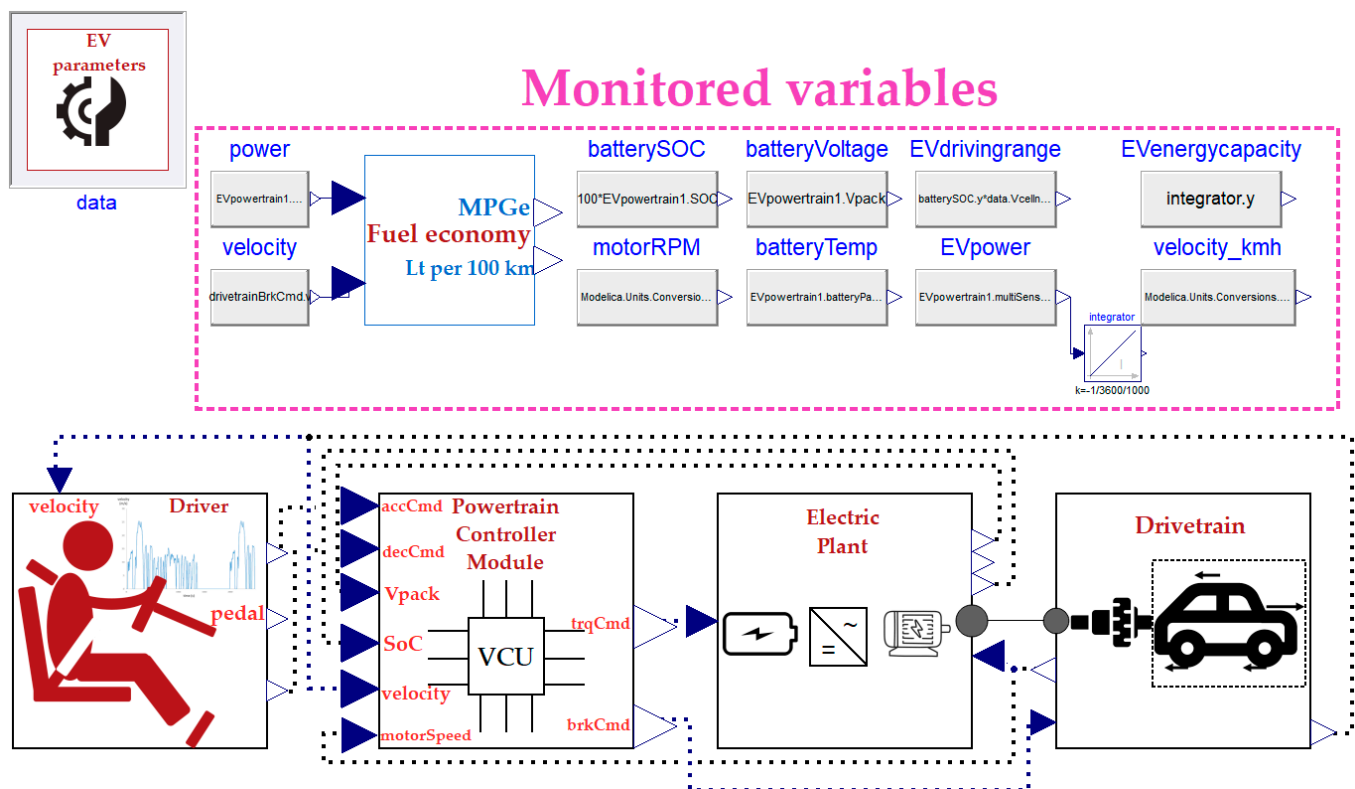 EV
parameters
data
Monitored variables
power
EVpowertrain1....
velocity
drivetrainBrkCmd.v
MPGe
Fuel economy
Lt per 100 km
batterySOC
100*EVpowertrain1.SOC
batteryVoltage
EVpowertrain1.Vpack
EVdrivingrange
batterySOC.y*data.Vcelln...
EVenergycapacity
integrator.y
motorRPM
Modelica.Units.Conversio...
batteryTemp
EVpowertrain1.batteryPa...
EVpower
EVpowertrain1.multiSens...
velocity_kmh
Modelica.Units.Conversions....
integrator
I
k=-1/3600/1000
velocity
Driver
pedal
accCmd
Powertrain
Controller
Module
decCmd
Vpack
SoC
velocity
motorSpeed
VCU
trqCmd
brkCmd
Electric
Plant
~
=
Drivetrain